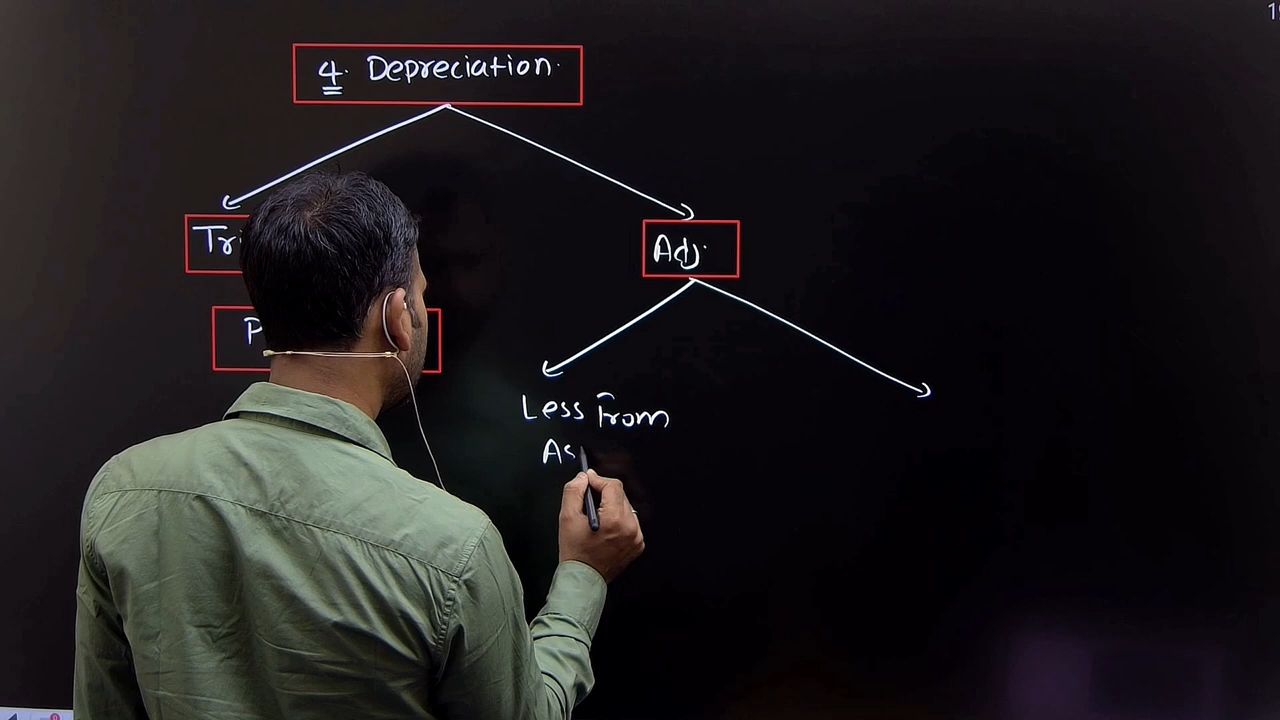 4. Depreciation.
Adj.
Less From